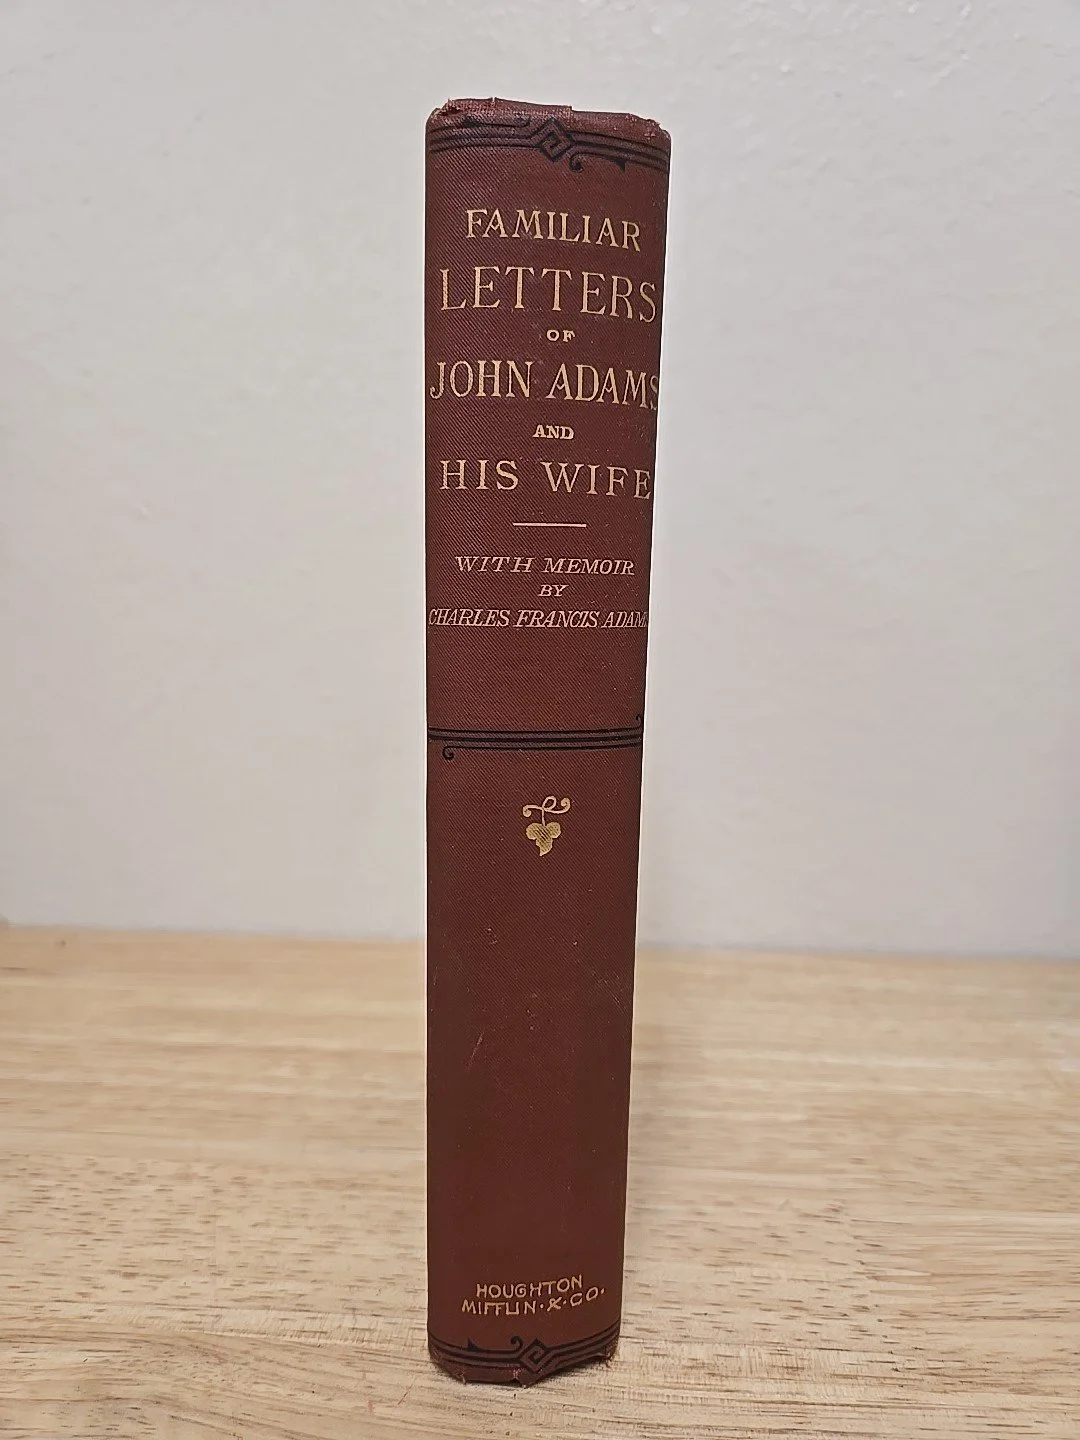 FAMILIAR
LETTERS
OF
JOHN ADAMS
AND
HIS WIFE
WITH MEMOIR
BY
CHARLES FRANCIS ADAMS
HOUGHTON
MIFFLIN·&·CO.